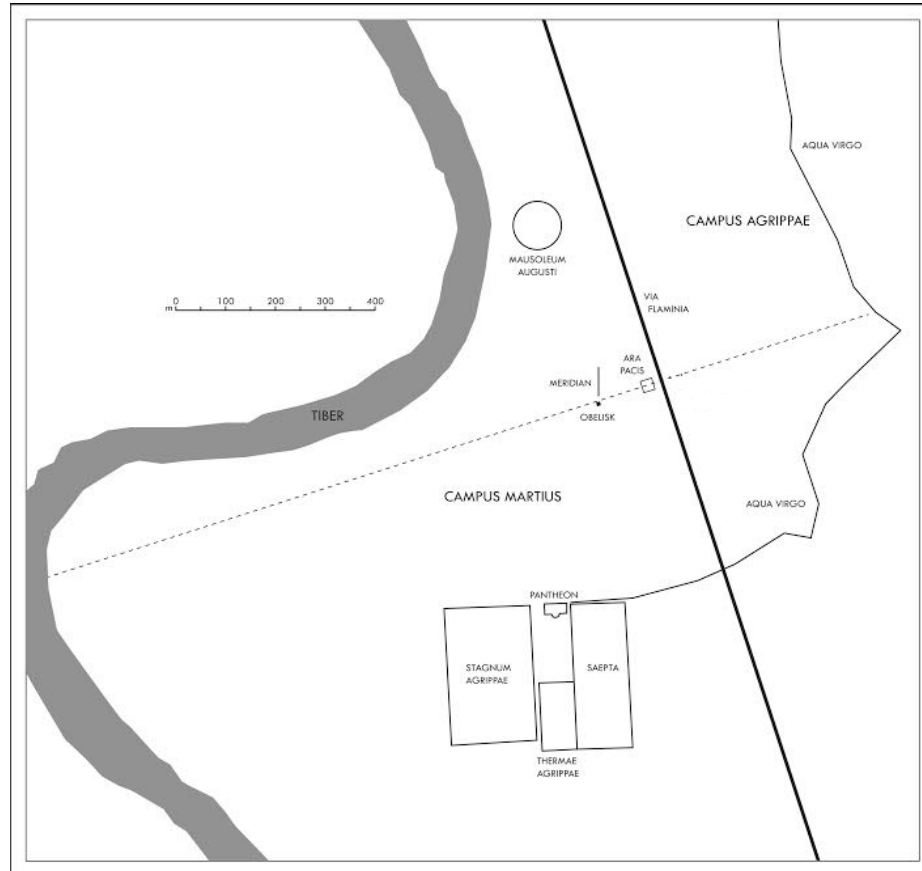 AQUA VIRGO
CAMPUS AGRIPPAE
MAUSOLEUM
AUGUSTI
0 100 200 300 400
m
VIA
FLAMINIA
ARA
PACIS
MERIDIAN
OBELISK
TIBER
CAMPUS MARTIUS
AQUA VIRGO
PANTHEON
STAGNUM
AGRIPPAE
SAEPTA
THERMAE
AGRIPPAE